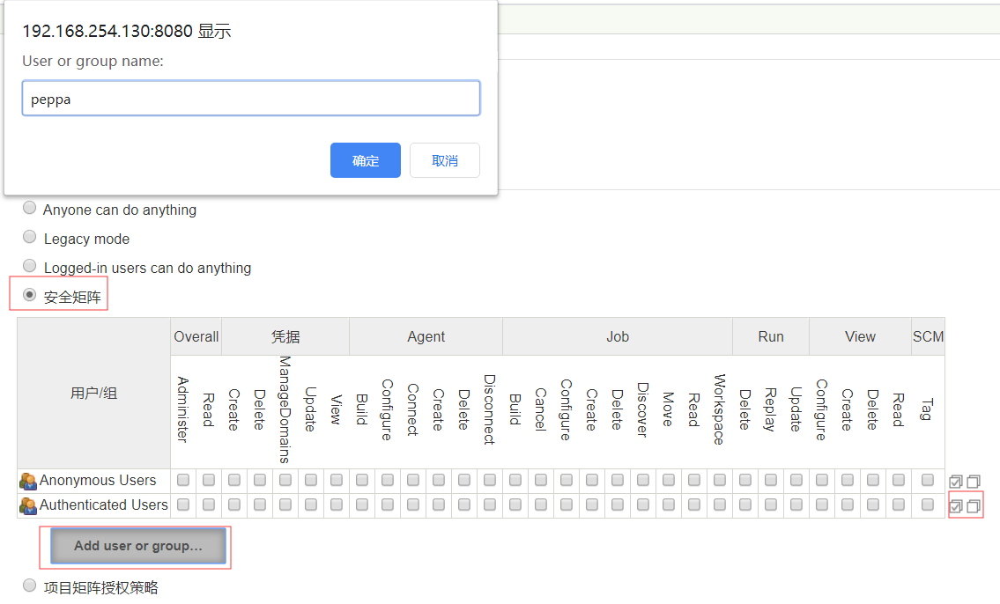 192.168.254.130:8080 显示
User or group name:
peppa
确定 取消
Anyone can do anything
Legacy mode
Logged-in users can do anything
安全矩阵
用户/组 Overall 凭据 Agent Job Run View SCM
Administer Read Create Delete ManageDomains Update View Build Configure Connect Create Delete Disconnect Build Cancel Configure Create Delete Discover Move Read Workspace Delete Replay Update Configure Create Delete Read Tag
Anonymous Users
Authenticated Users
Add user or group...
项目矩阵授权策略